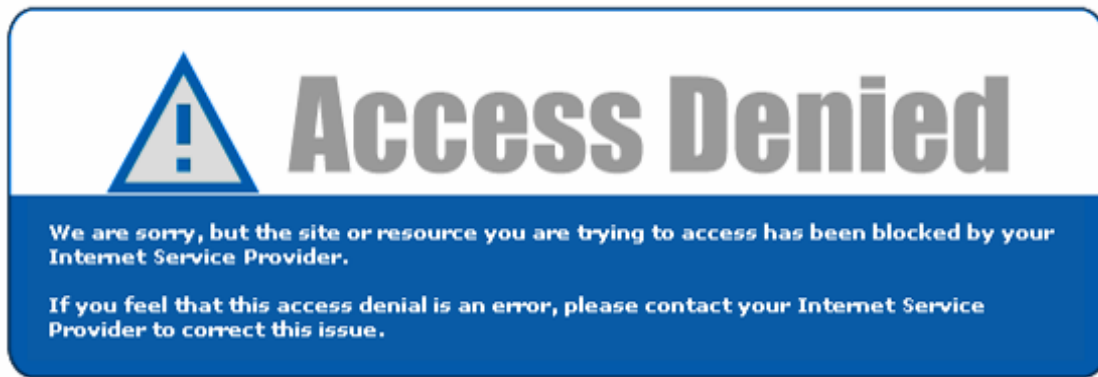 Access Denied
We are sorry, but the site or resource you are trying to access has been blocked by your
Internet Service Provider.
If you feel that this access denial is an error, please contact your Internet Service
Provider to correct this issue.